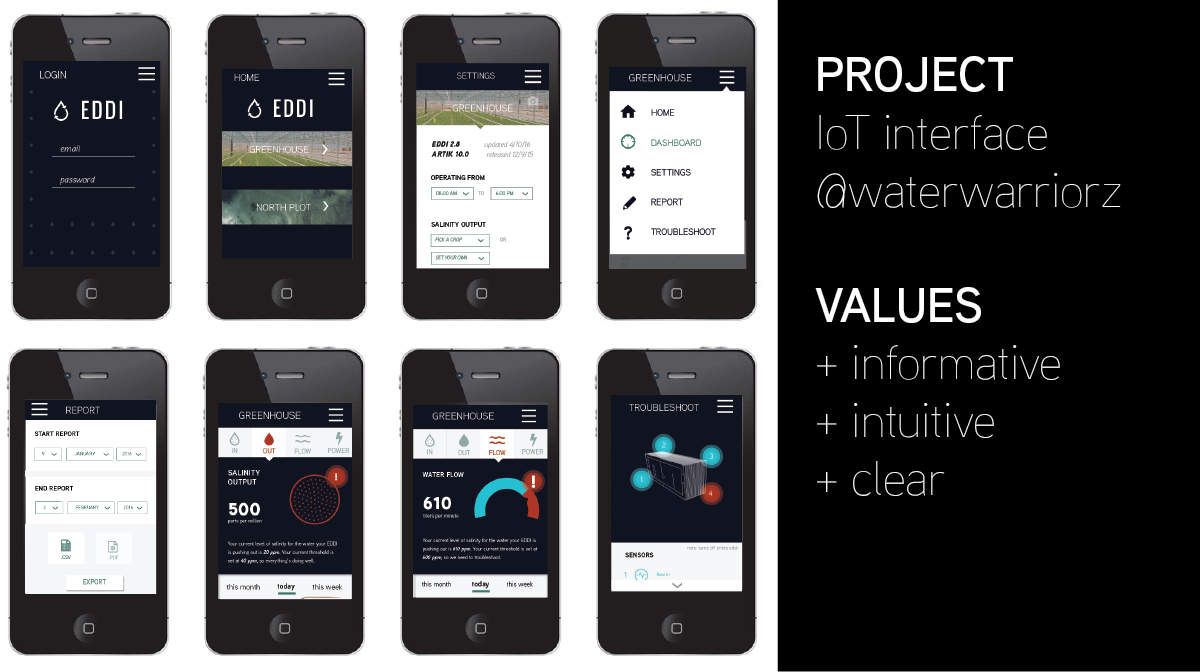 LOGIN
EDDI
email
password
HOME
EDDI
GREENHOUSE
NORTH PLOT
SETTINGS
GREENHOUSE
EDDI 2.8 updated 4/10/16
ARTIK 10.0 released 12/9/15
OPERATING FROM
08:00 AM TO 6:00 PM
SALINITY OUTPUT
PICK A CROP OR
SET YOUR OWN
GREENHOUSE
HOME
DASHBOARD
SETTINGS
REPORT
? TROUBLESHOOT
REPORT
START REPORT
9 JANUARY 2016
END REPORT
2 FEBRUARY 2016
.CSV .PDF
EXPORT
GREENHOUSE
IN OUT FLOW POWER
SALINITY
OUTPUT
!
500
parts per million
Your current level of salinity for the water your EDDI
is pushing out is 20 ppm. Your current threshold is
set at 40 ppm, so everything's doing well.
this month today this week
GREENHOUSE
IN OUT FLOW POWER
WATER FLOW
!
610
liters per minute
Your current level of salinity for the water your EDDI
is pushing out is 610 ppm. Your current threshold is set at
600 ppm, so we need to troubleshoot.
this month today this week
TROUBLESHOOT
2
3
1
4
note: turns off entire eddi
SENSORS
1 flow in
PROJECT
IoT interface
@waterwarriorz
VALUES
+ informative
+ intuitive
+ clear